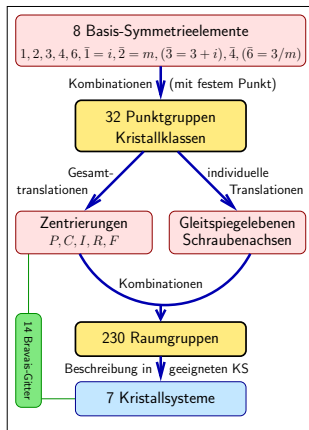 8 Basis-Symmetrieelemente
1, 2, 3, 4, 6, 1̄ = i, 2̄ = m, (3̄ = 3 + i), 4̄, (6̄ = 3/m)
Kombinationen (mit festem Punkt)
32 Punktgruppen
Kristallklassen
Gesamt-
translationen
individuelle
Translationen
Zentrierungen
P, C, I, R, F
Gleitspiegelebenen
Schraubenachsen
Kombinationen
14 Bravais-Gitter
230 Raumgruppen
Beschreibung in geeigneten KS
7 Kristallsysteme